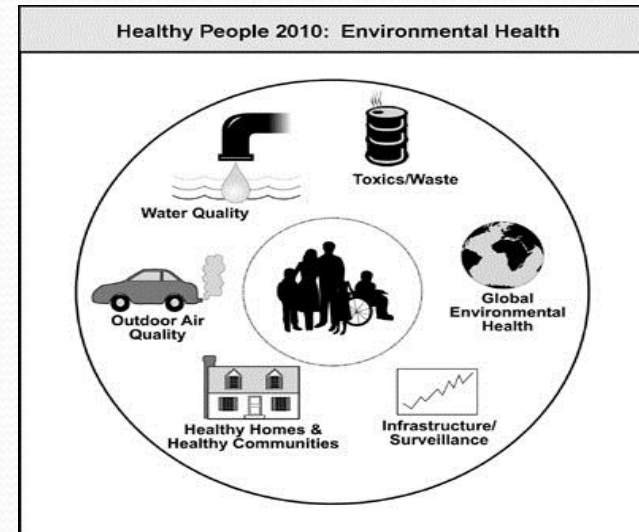 Healthy People 2010: Environmental Health
Toxics/Waste
Water Quality
Global
Environmental
Health
Outdoor Air
Quality
Healthy Homes &
Healthy Communities
Infrastructure/
Surveillance